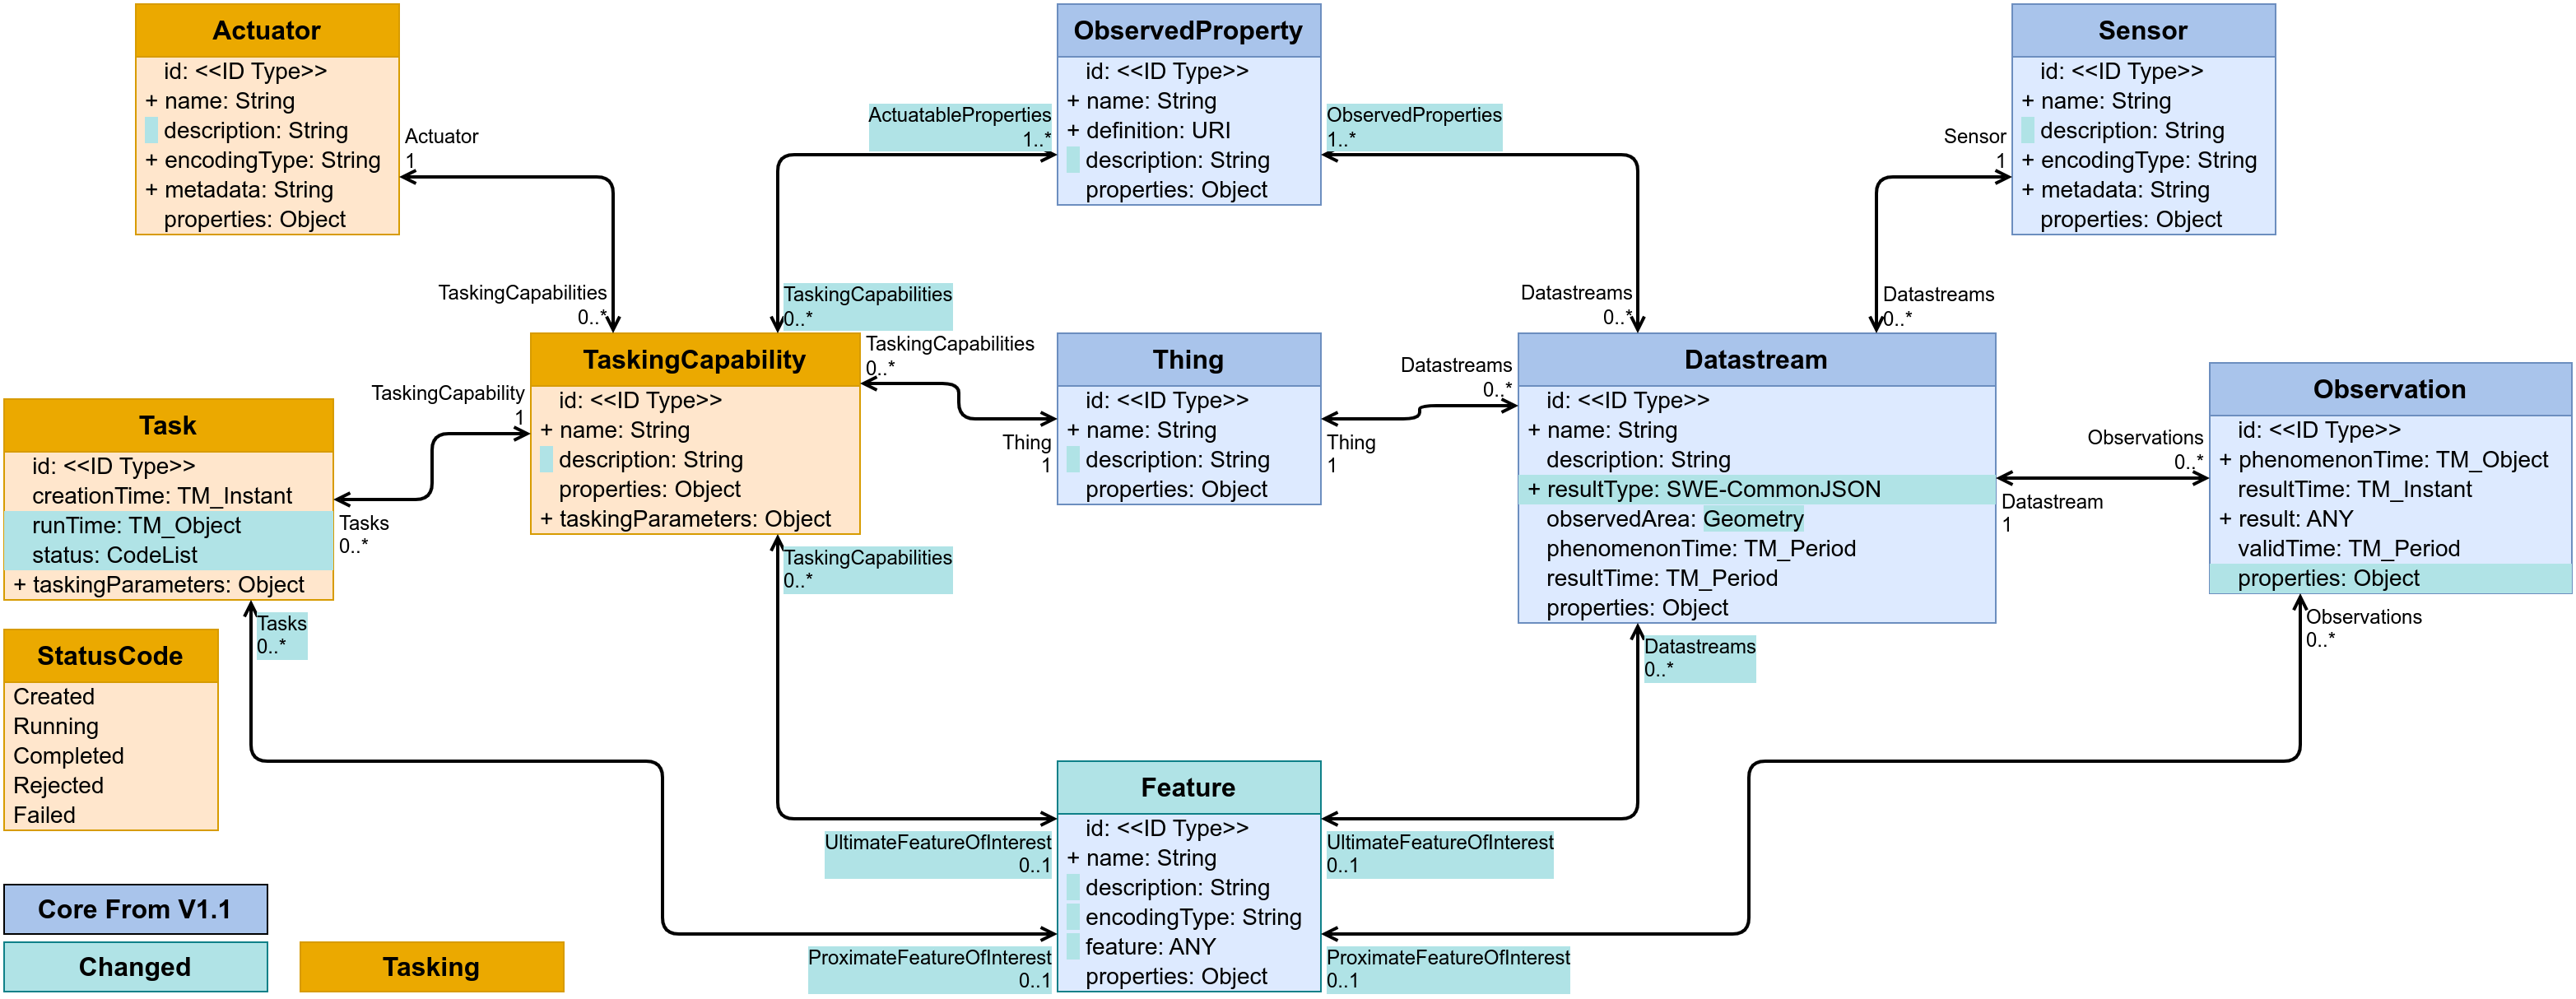 Actuator
id: <<ID Type>>
+ name: String
description: String
+ encodingType: String
+ metadata: String
properties: Object
Actuator
1
TaskingCapabilities
0..*
ObservedProperty
id: <<ID Type>>
+ name: String
+ definition: URI
description: String
properties: Object
ActuatableProperties
1..*
TaskingCapabilities
0..*
ObservedProperties
1..*
Datastreams
0..*
Sensor
id: <<ID Type>>
+ name: String
description: String
+ encodingType: String
+ metadata: String
properties: Object
Sensor
1
Datastreams
0..*
Task
id: <<ID Type>>
creationTime: TM_Instant
runTime: TM_Object
status: CodeList
+ taskingParameters: Object
Tasks
0..*
TaskingCapability
1
TaskingCapability
id: <<ID Type>>
+ name: String
description: String
properties: Object
+ taskingParameters: Object
TaskingCapabilities
0..*
Thing
1
Thing
id: <<ID Type>>
+ name: String
description: String
properties: Object
Thing
1
Datastreams
0..*
Datastream
id: <<ID Type>>
+ name: String
description: String
+ resultType: SWE-CommonJSON
observedArea: Geometry
phenomenonTime: TM_Period
resultTime: TM_Period
properties: Object
Datastream
1
Observations
0..*
Observation
id: <<ID Type>>
+ phenomenonTime: TM_Object
resultTime: TM_Instant
+ result: ANY
validTime: TM_Period
properties: Object
Tasks
0..*
TaskingCapabilities
0..*
Datastreams
0..*
Observations
0..*
StatusCode
Created
Running
Completed
Rejected
Failed
Feature
id: <<ID Type>>
+ name: String
description: String
encodingType: String
feature: ANY
properties: Object
UltimateFeatureOfInterest
0..1
UltimateFeatureOfInterest
0..1
ProximateFeatureOfInterest
0..1
ProximateFeatureOfInterest
0..1
Core From V1.1
Changed
Tasking